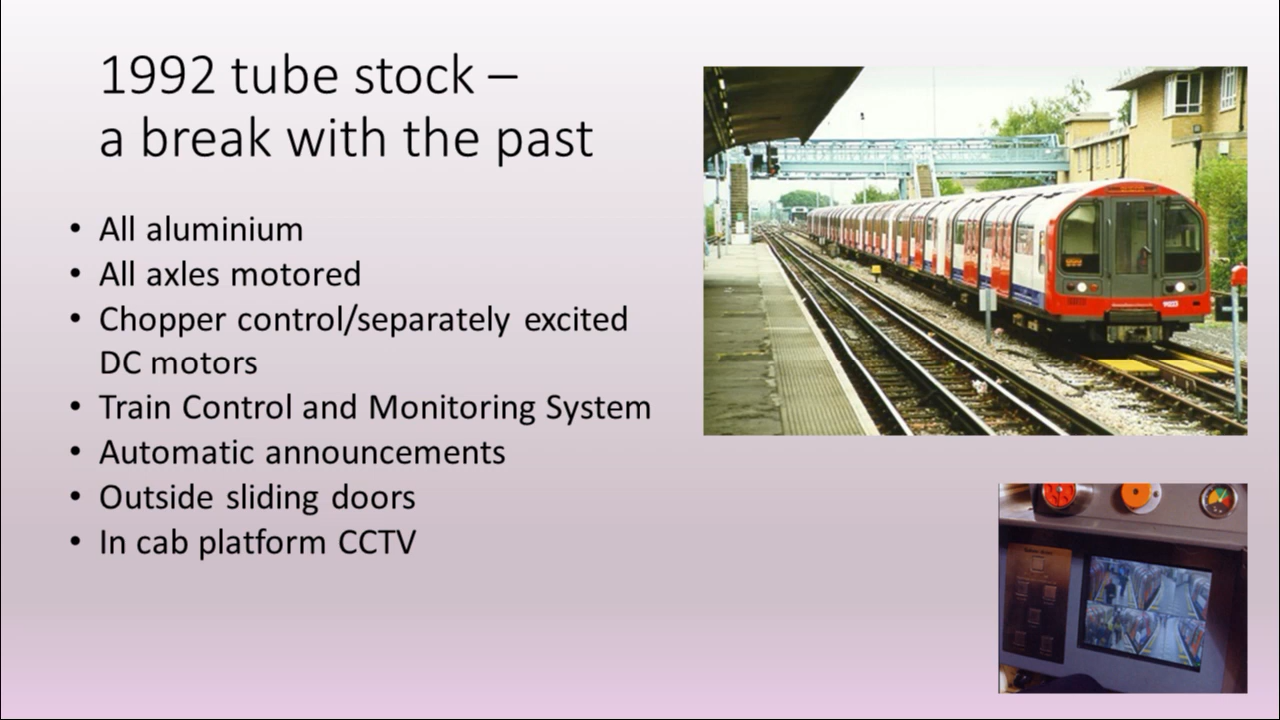 1992 tube stock –
a break with the past
• All aluminium
• All axles motored
• Chopper control/separately excited
DC motors
• Train Control and Monitoring System
• Automatic announcements
• Outside sliding doors
• In cab platform CCTV